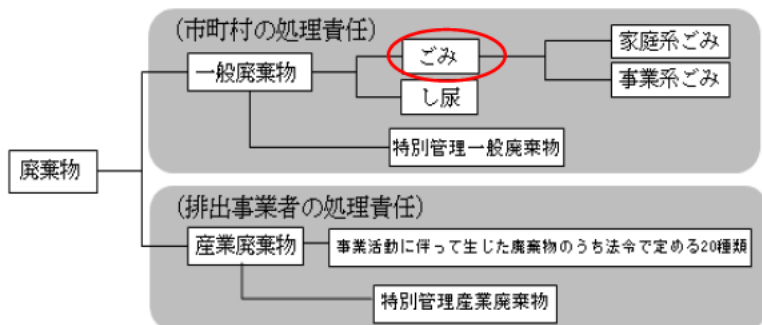 (市町村の処理責任)
一般廃棄物
ごみ
家庭系ごみ
事業系ごみ
し尿
特別管理一般廃棄物
廃棄物
(排出事業者の処理責任)
産業廃棄物
事業活動に伴って生じた廃棄物のうち法令で定める20種類
特別管理産業廃棄物